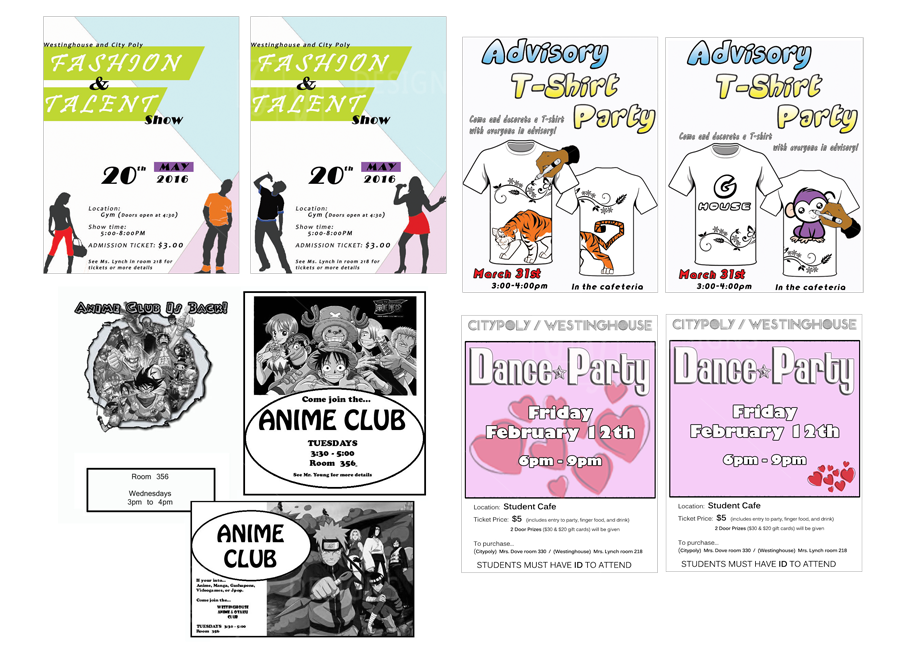 Westinghouse and City Poly
FASHION
&
TALENT
Show
20th MAY
2016
Location:
Gym (Doors open at 4:30)
Show time:
5:00-8:00PM
ADMISSION TICKET: $3.00
See Ms. Lynch in room 218 for
tickets or more details
Westinghouse and City Poly
FASHION
&
TALENT
Show
20th MAY
2016
Location:
Gym (Doors open at 4:30)
Show time:
5:00-8:00PM
ADMISSION TICKET: $3.00
See Ms. Lynch in room 218 for
tickets or more details
Advisory
T-Shirt
Party
Come and decorate a T-shirt
with everyone in advisory!
2
March 31st
3:00-4:00pm In the cafeteria
Advisory
T-Shirt
Party
Come and decorate a T-shirt
with everyone in advisory!
G
HOUSE
March 31st
3:00-4:00pm In the cafeteria
Anime Club Is Back!
Room 356
Wednesdays
3pm to 4pm
Come join the...
ANIME CLUB
TUESDAYS
3:30 - 5:00
Room 356.
See Mr. Young for more details
ANIME
CLUB
If your into...
Anime, Manga, Gashapons,
Videogames, or Jpop.
Come join the...
WESTINGHOUSE
ANIME & OTAKU
CLUB
TUESDAYS 3:30 - 5:00
Room 356
CITYPOLY / WESTINGHOUSE
Dance Party
Friday
February 12th
6pm - 9pm
Location: Student Cafe
Ticket Price: $5 (includes entry to party, finger food, and drink)
2 Door Prizes ($30 & $20 gift cards) will be given
To purchase...
(Citypoly) Mrs. Dove room 330 / (Westinghouse) Mrs. Lynch room 218
STUDENTS MUST HAVE ID TO ATTEND
CITYPOLY / WESTINGHOUSE
Dance Party
Friday
February 12th
6pm - 9pm
Location: Student Cafe
Ticket Price: $5 (includes entry to party, finger food, and drink)
2 Door Prizes ($30 & $20 gift cards) will be given
To purchase...
(Citypoly) Mrs. Dove room 330 / (Westinghouse) Mrs. Lynch room 218
STUDENTS MUST HAVE ID TO ATTEND